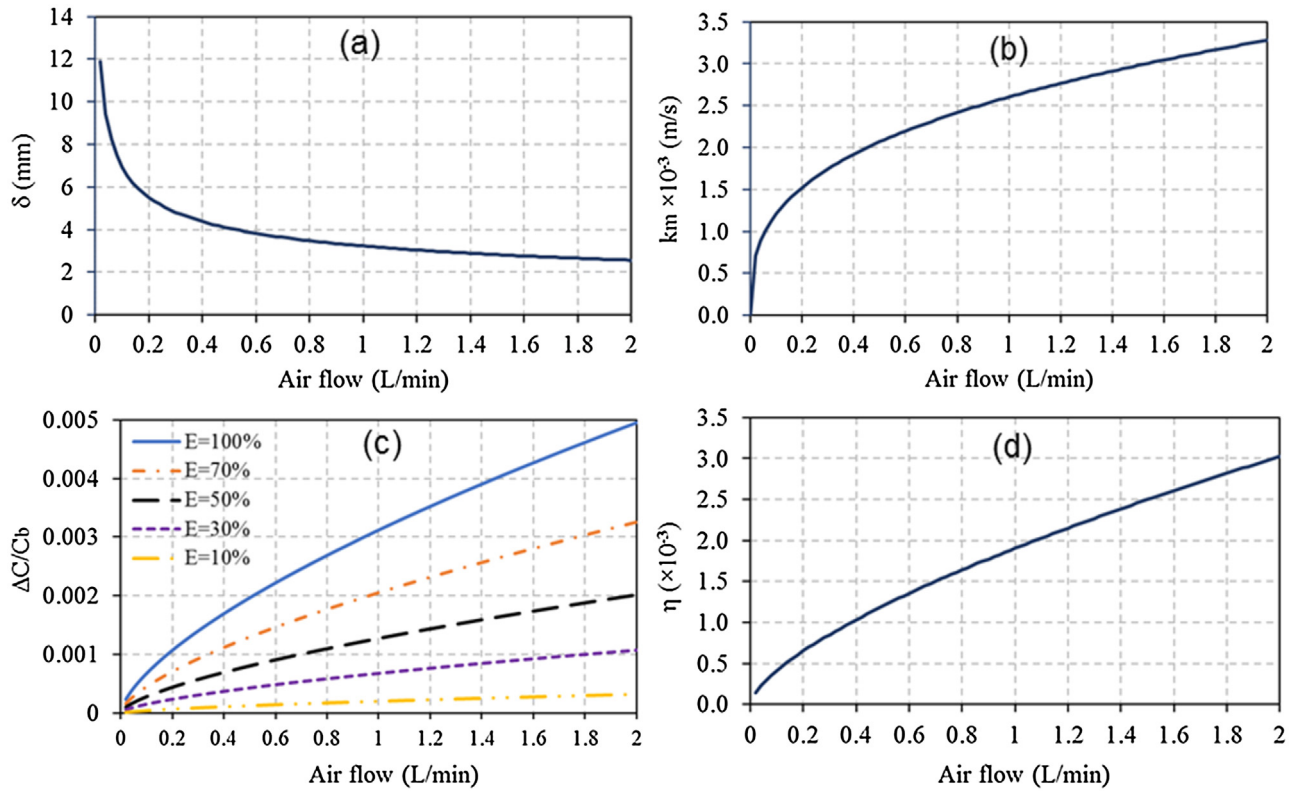 (a)
δ (mm)
14
12
10
8
6
4
2
0
0 0.2 0.4 0.6 0.8 1 1.2 1.4 1.6 1.8 2
Air flow (L/min)
(b)
km ×10⁻³ (m/s)
3.5
3.0
2.5
2.0
1.5
1.0
0.5
0.0
0 0.2 0.4 0.6 0.8 1 1.2 1.4 1.6 1.8 2
Air flow (L/min)
(c)
ΔC/Cb
0.005
0.004
0.003
0.002
0.001
0
E=100%
E=70%
E=50%
E=30%
E=10%
0 0.2 0.4 0.6 0.8 1 1.2 1.4 1.6 1.8 2
Air flow (L/min)
(d)
η (×10⁻³)
3.5
3.0
2.5
2.0
1.5
1.0
0.5
0.0
0 0.2 0.4 0.6 0.8 1 1.2 1.4 1.6 1.8 2
Air flow (L/min)